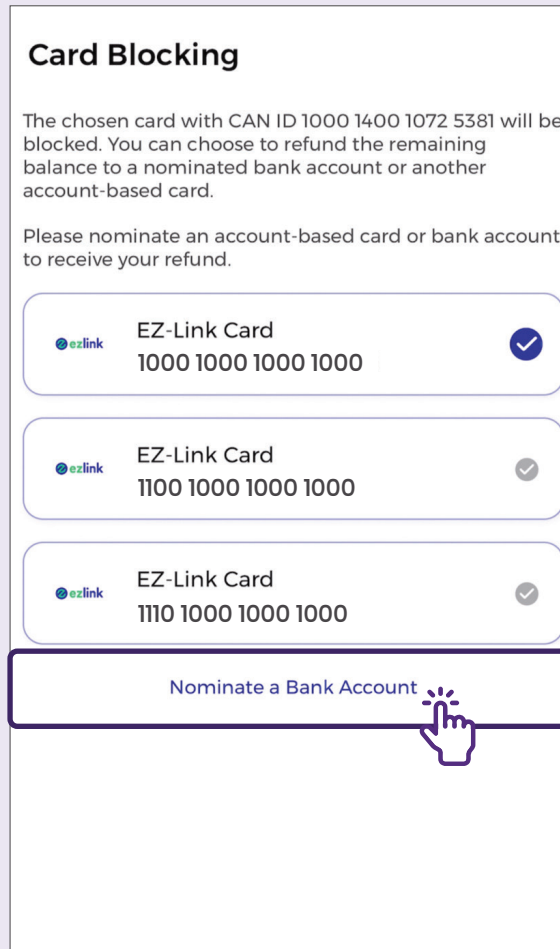 Card Blocking
The chosen card with CAN ID 1000 1400 1072 5381 will be
blocked. You can choose to refund the remaining
balance to a nominated bank account or another
account-based card.
Please nominate an account-based card or bank account
to receive your refund.
EZ-Link Card
ezlink
1000 1000 1000 1000
EZ-Link Card
ezlink
1100 1000 1000 1000
EZ-Link Card
ezlink
1110 1000 1000 1000
Nominate a Bank Account